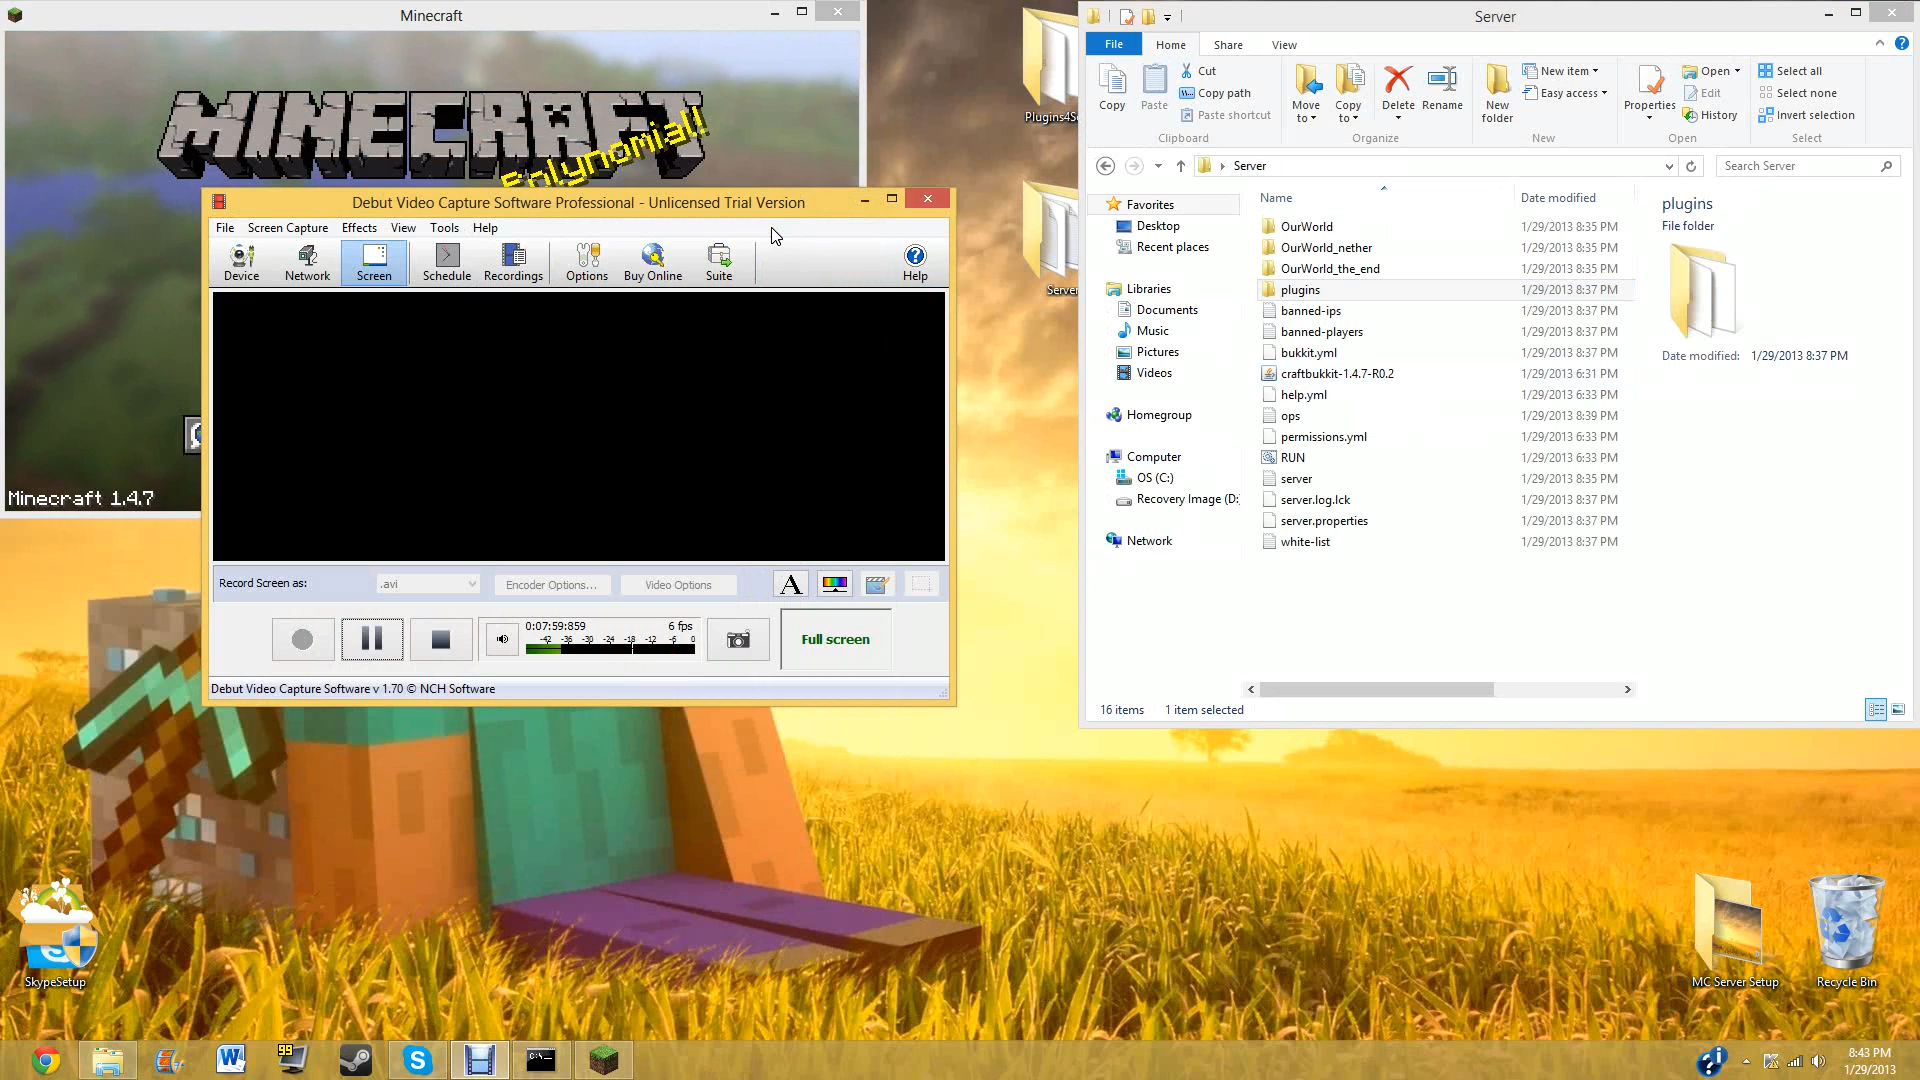 Minecraft
MINECRAFT
Minecraft 1.4.7
Debut Video Capture Software Professional - Unlicensed Trial Version
File Screen Capture Effects View Tools Help
Device Network Screen Schedule Recordings Options Buy Online Suite Help
Record Screen as: .avi Encoder Options... Video Options
A
0:07:59:859 6 fps
-42 -36 -30 -24 -18 -12 -6 0
Full screen
Debut Video Capture Software v 1.70 © NCH Software
Server
File Home Share View
Copy Paste Cut Copy path Paste shortcut
Clipboard
Move to Copy to Delete Rename
Organize
New folder New item Easy access
New
Properties Open Edit History
Open
Select all Select none Invert selection
Select
Server
Search Server
Favorites
Desktop
Recent places
Libraries
Documents
Music
Pictures
Videos
Homegroup
Computer
OS (C:)
Recovery Image (D:
Network
Name Date modified
OurWorld 1/29/2013 8:35 PM
OurWorld_nether 1/29/2013 8:35 PM
OurWorld_the_end 1/29/2013 8:35 PM
plugins 1/29/2013 8:37 PM
banned-ips 1/29/2013 8:37 PM
banned-players 1/29/2013 8:37 PM
bukkit.yml 1/29/2013 8:37 PM
craftbukkit-1.4.7-R0.2 1/29/2013 6:31 PM
help.yml 1/29/2013 6:33 PM
ops 1/29/2013 8:39 PM
permissions.yml 1/29/2013 6:33 PM
RUN 1/29/2013 6:33 PM
server 1/29/2013 8:35 PM
server.log.lck 1/29/2013 8:37 PM
server.properties 1/29/2013 8:37 PM
white-list 1/29/2013 8:37 PM
plugins
File folder
Date modified: 1/29/2013 8:37 PM
16 items 1 item selected
Plugins4Se
Server
SkypeSetup
MC Server Setup
Recycle Bin
99
8:43 PM
1/29/2013